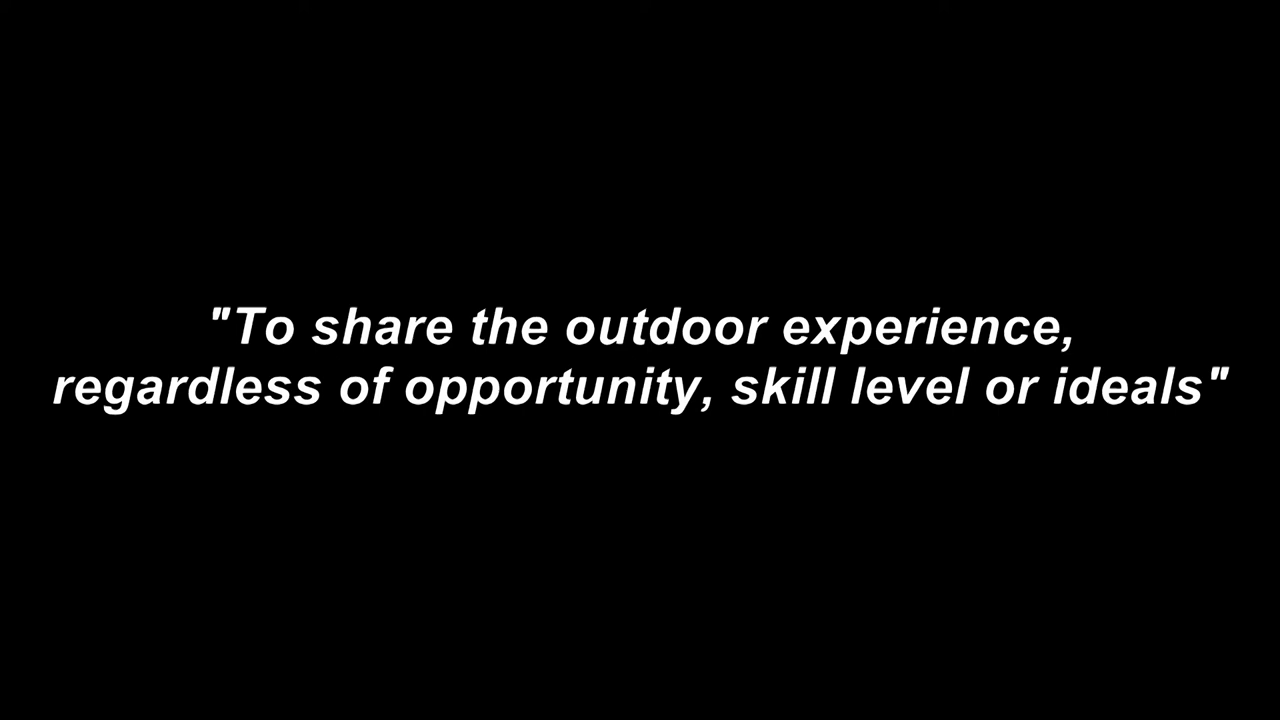 "To share the outdoor experience,
regardless of opportunity, skill level or ideals"